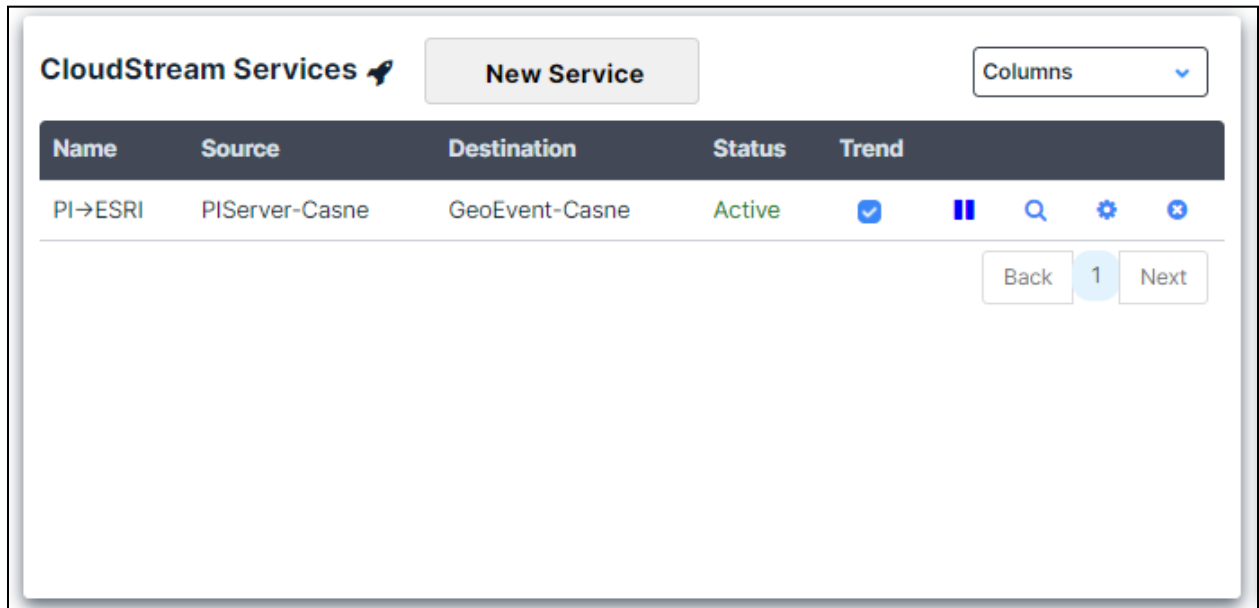 CloudStream Services New Service Columns
Name Source Destination Status Trend
PI→ESRI PIServer-Casne GeoEvent-Casne Active
Back 1 Next